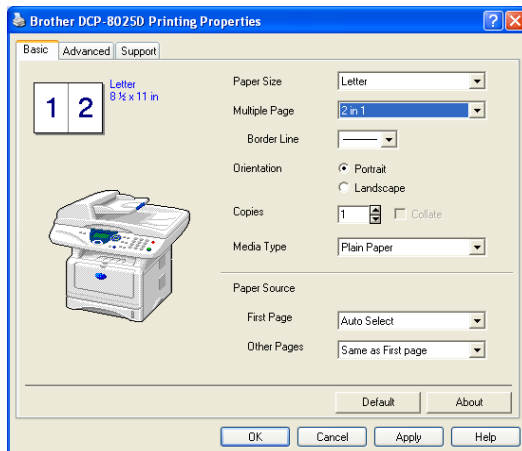 Brother DCP-8025D Printing Properties
Basic Advanced Support
Letter
8 ½ x 11 in
1 2
Paper Size Letter
Multiple Page 2 in 1
Border Line
Orientation Portrait
Landscape
Copies 1 Collate
Media Type Plain Paper
Paper Source
First Page Auto Select
Other Pages Same as First page
Default About
OK Cancel Apply Help